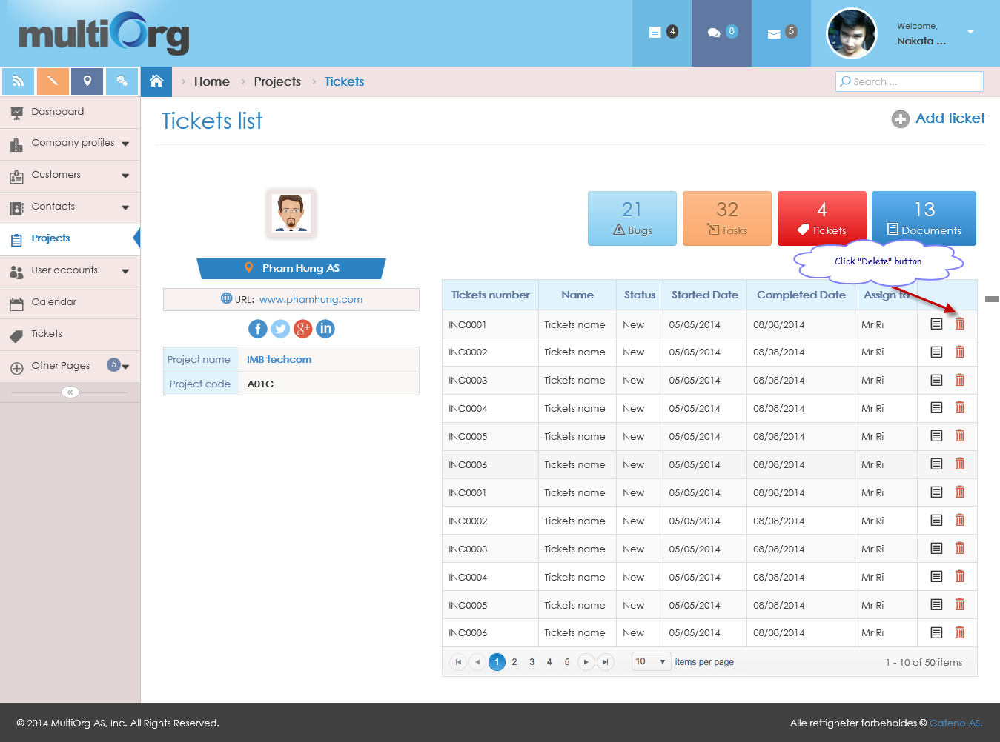 multiOrg
4
8
5
Welcome,
Nakata ...
Home
Projects
Tickets
Search ...
Dashboard
Company profiles
Customers
Contacts
Projects
User accounts
Calendar
Tickets
Other Pages 5
«
Tickets list
Add ticket
21
Bugs
32
Tasks
4
Tickets
13
Documents
Click "Delete" button
Pham Hung AS
URL: www.phamhung.com
f g+ in
Project name IMB techcom
Project code A01C
Tickets number Name Status Started Date Completed Date Assign to
INC0001 Tickets name New 05/05/2014 08/08/2014 Mr Ri
INC0002 Tickets name New 05/05/2014 08/08/2014 Mr Ri
INC0003 Tickets name New 05/05/2014 08/08/2014 Mr Ri
INC0004 Tickets name New 05/05/2014 08/08/2014 Mr Ri
INC0005 Tickets name New 05/05/2014 08/08/2014 Mr Ri
INC0006 Tickets name New 05/05/2014 08/08/2014 Mr Ri
INC0001 Tickets name New 05/05/2014 08/08/2014 Mr Ri
INC0002 Tickets name New 05/05/2014 08/08/2014 Mr Ri
INC0003 Tickets name New 05/05/2014 08/08/2014 Mr Ri
INC0004 Tickets name New 05/05/2014 08/08/2014 Mr Ri
INC0005 Tickets name New 05/05/2014 08/08/2014 Mr Ri
INC0006 Tickets name New 05/05/2014 08/08/2014 Mr Ri
1 2 3 4 5 10 items per page 1 - 10 of 50 items
© 2014 MultiOrg AS, Inc. All Rights Reserved.
Alle rettigheter forbeholdes © Cateno AS.